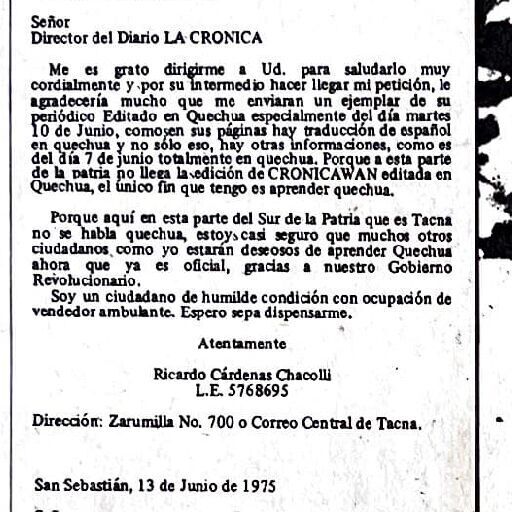 Señor
Director del Diario LA CRONICA
Me es grato dirigirme a Ud. para saludarlo muy
cordialmente y por su intermedio hacer llegar mi petición, le
agradecería mucho que me enviaran un ejemplar de su
periódico Editado en Quechua especialmente del día martes
10 de Junio, como en sus páginas hay traducción de español
en quechua y no sólo eso, hay otras informaciones, como es
del día 7 de junio totalmente en quechua. Porque a esta parte
de la patria no llega la edición de CRONICAWAN editada en
Quechua, el único fin que tengo es aprender quechua.
Porque aquí en esta parte del Sur de la Patria que es Tacna
no se habla quechua, estoy casi seguro que muchos otros
ciudadanos como yo estarán deseosos de aprender Quechua
ahora que ya es oficial, gracias a nuestro Gobierno
Revolucionario.
Soy un ciudadano de humilde condición con ocupación de
vendedor ambulante. Espero sepa dispensarme.
Atentamente
Ricardo Cárdenas Chacolli
L.E. 5768695
Dirección: Zarumilla No. 700 o Correo Central de Tacna.
San Sebastián, 13 de Junio de 1975